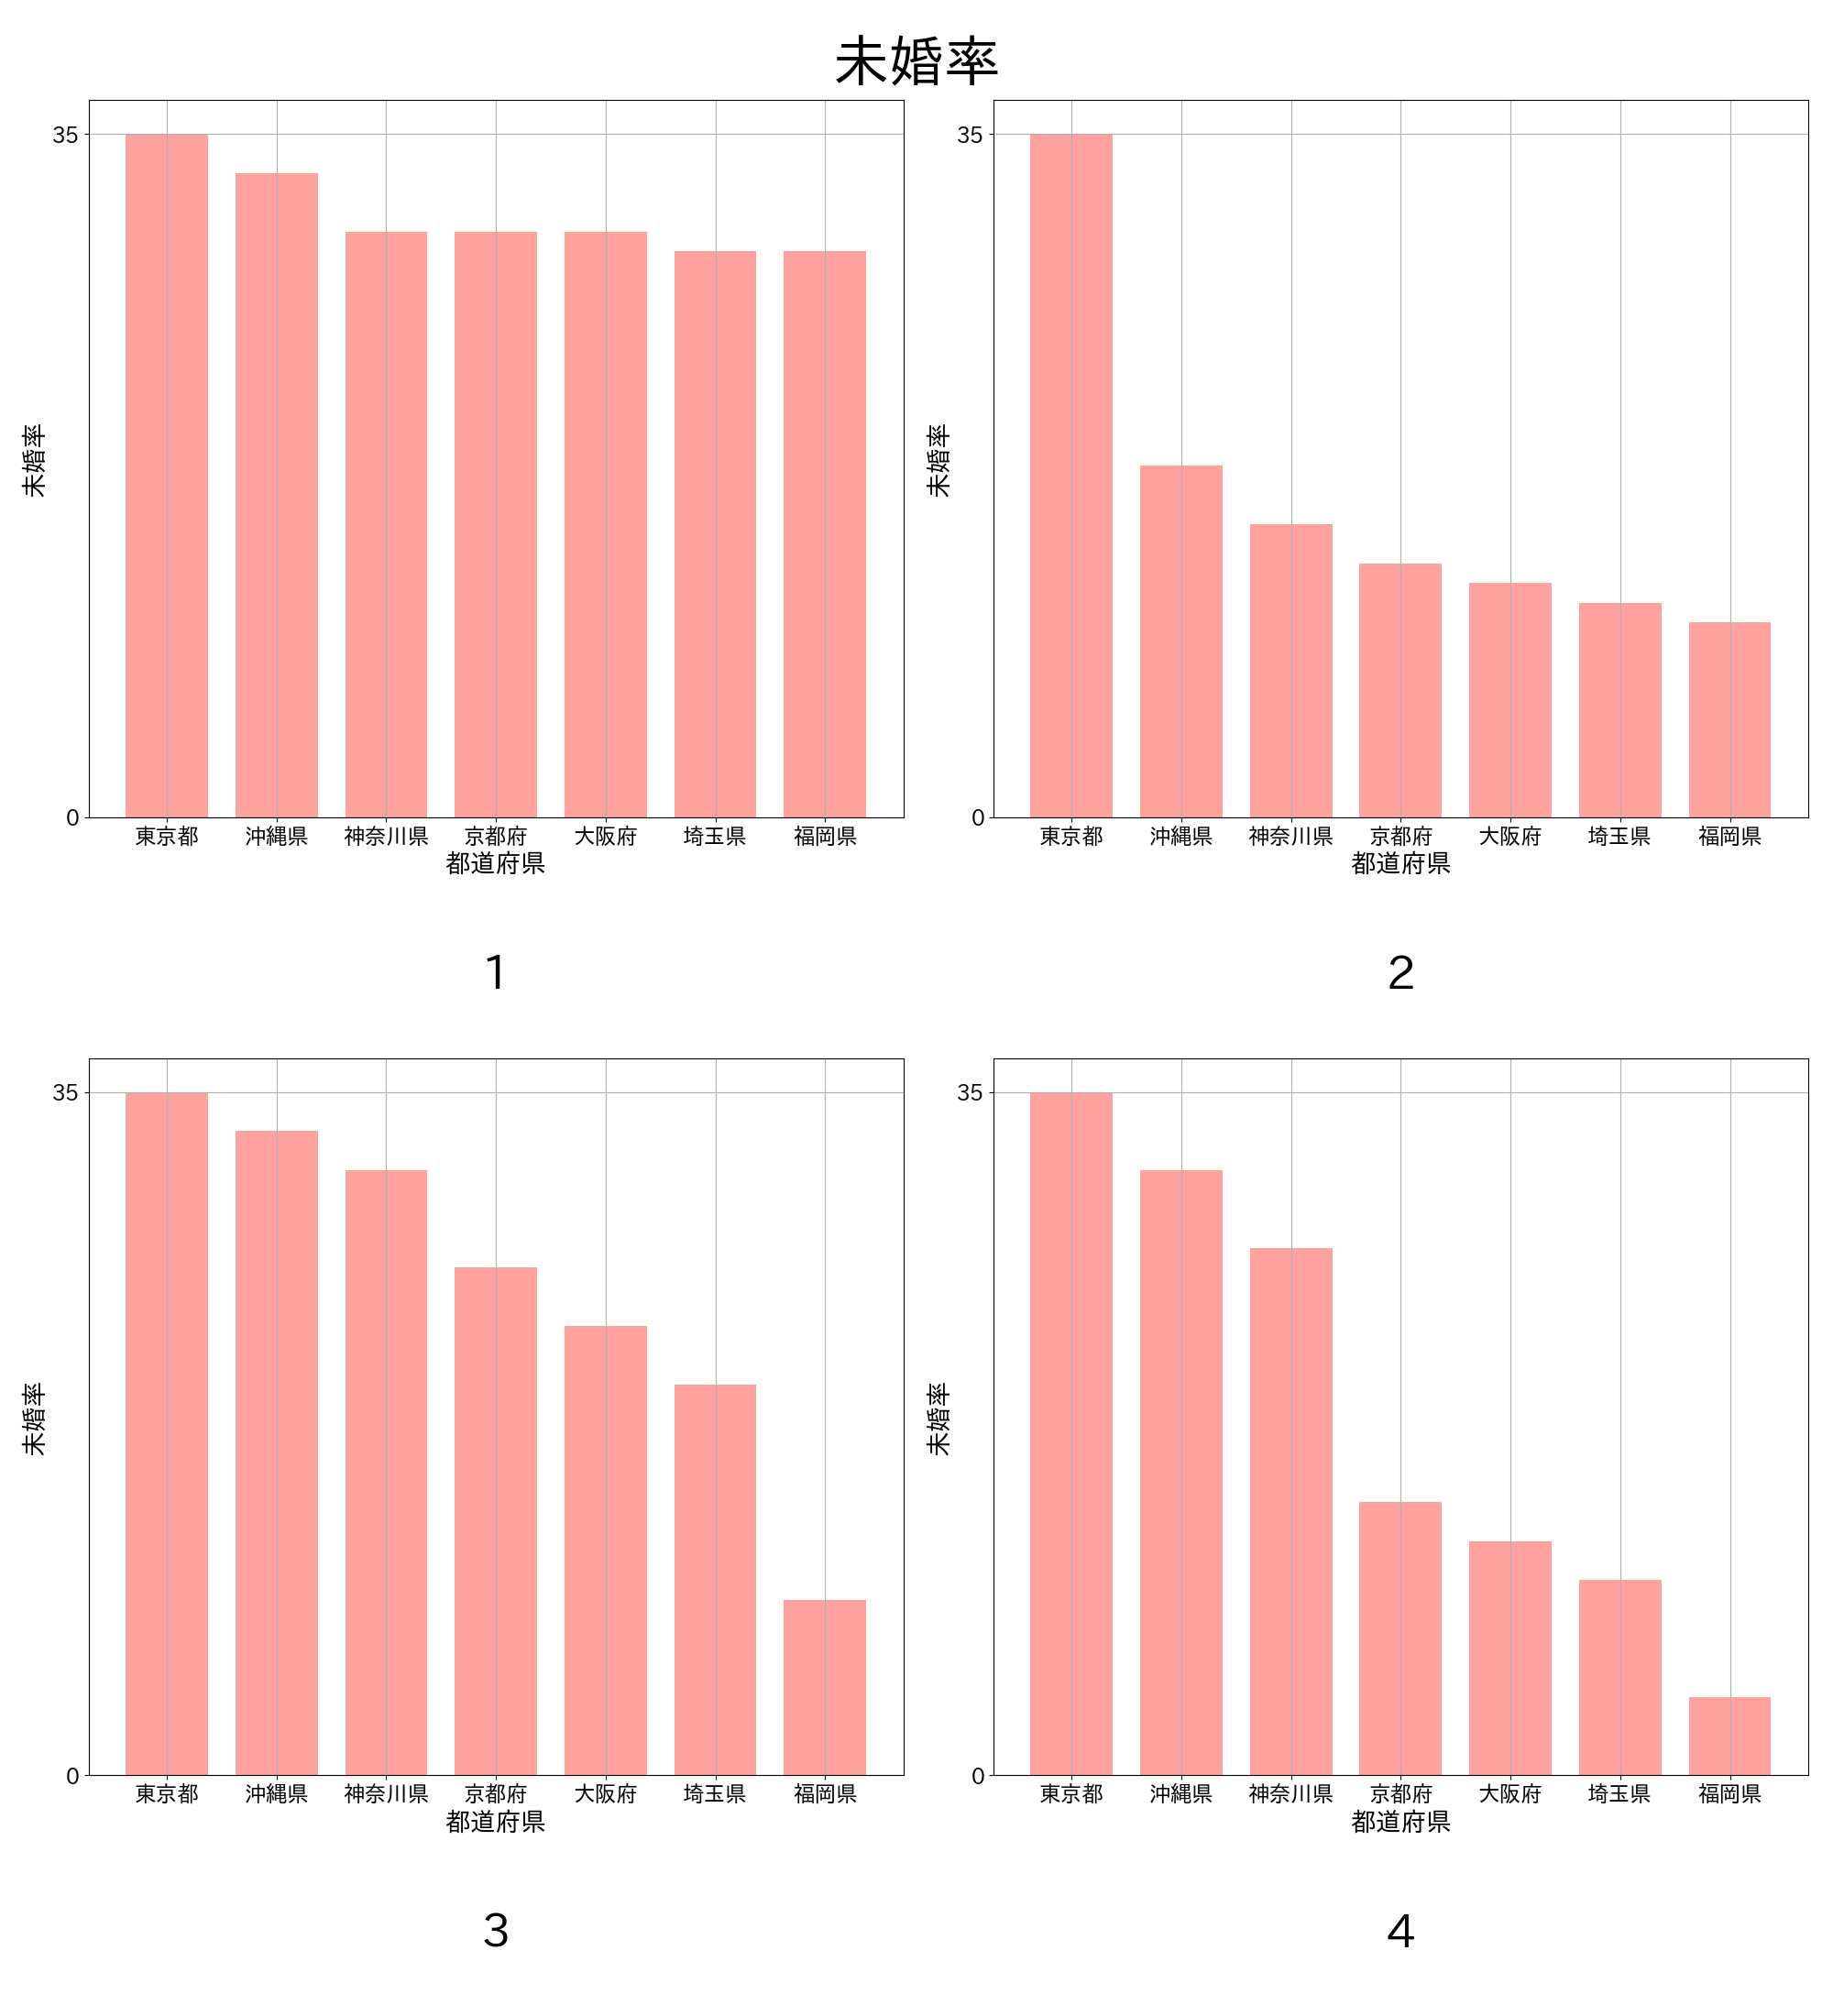 未婚率
35
0
未婚率
東京都 沖縄県 神奈川県 京都府 大阪府 埼玉県 福岡県
都道府県
1
35
0
未婚率
東京都 沖縄県 神奈川県 京都府 大阪府 埼玉県 福岡県
都道府県
2
35
0
未婚率
東京都 沖縄県 神奈川県 京都府 大阪府 埼玉県 福岡県
都道府県
3
35
0
未婚率
東京都 沖縄県 神奈川県 京都府 大阪府 埼玉県 福岡県
都道府県
4